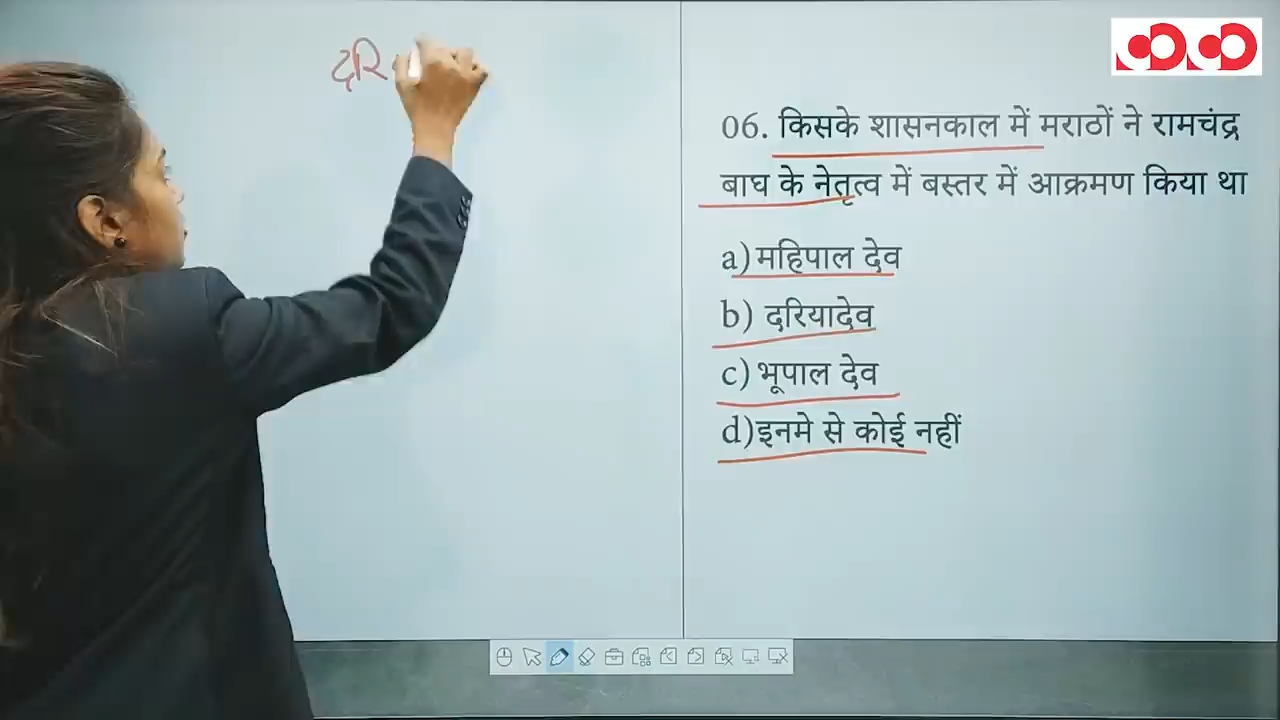 दरि
06. किसके शासनकाल में मराठों ने रामचंद्र
बाघ के नेतृत्व में बस्तर में आक्रमण किया था
a) महिपाल देव
b) दरियादेव
c) भूपाल देव
d)इनमे से कोई नहीं